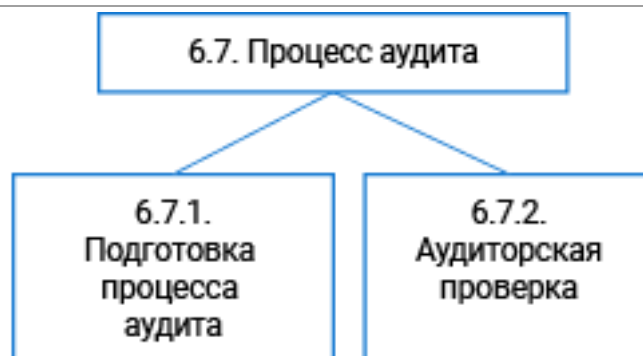 6.7. Процесс аудита
6.7.1.
Подготовка
процесса
аудита
6.7.2.
Аудиторская
проверка